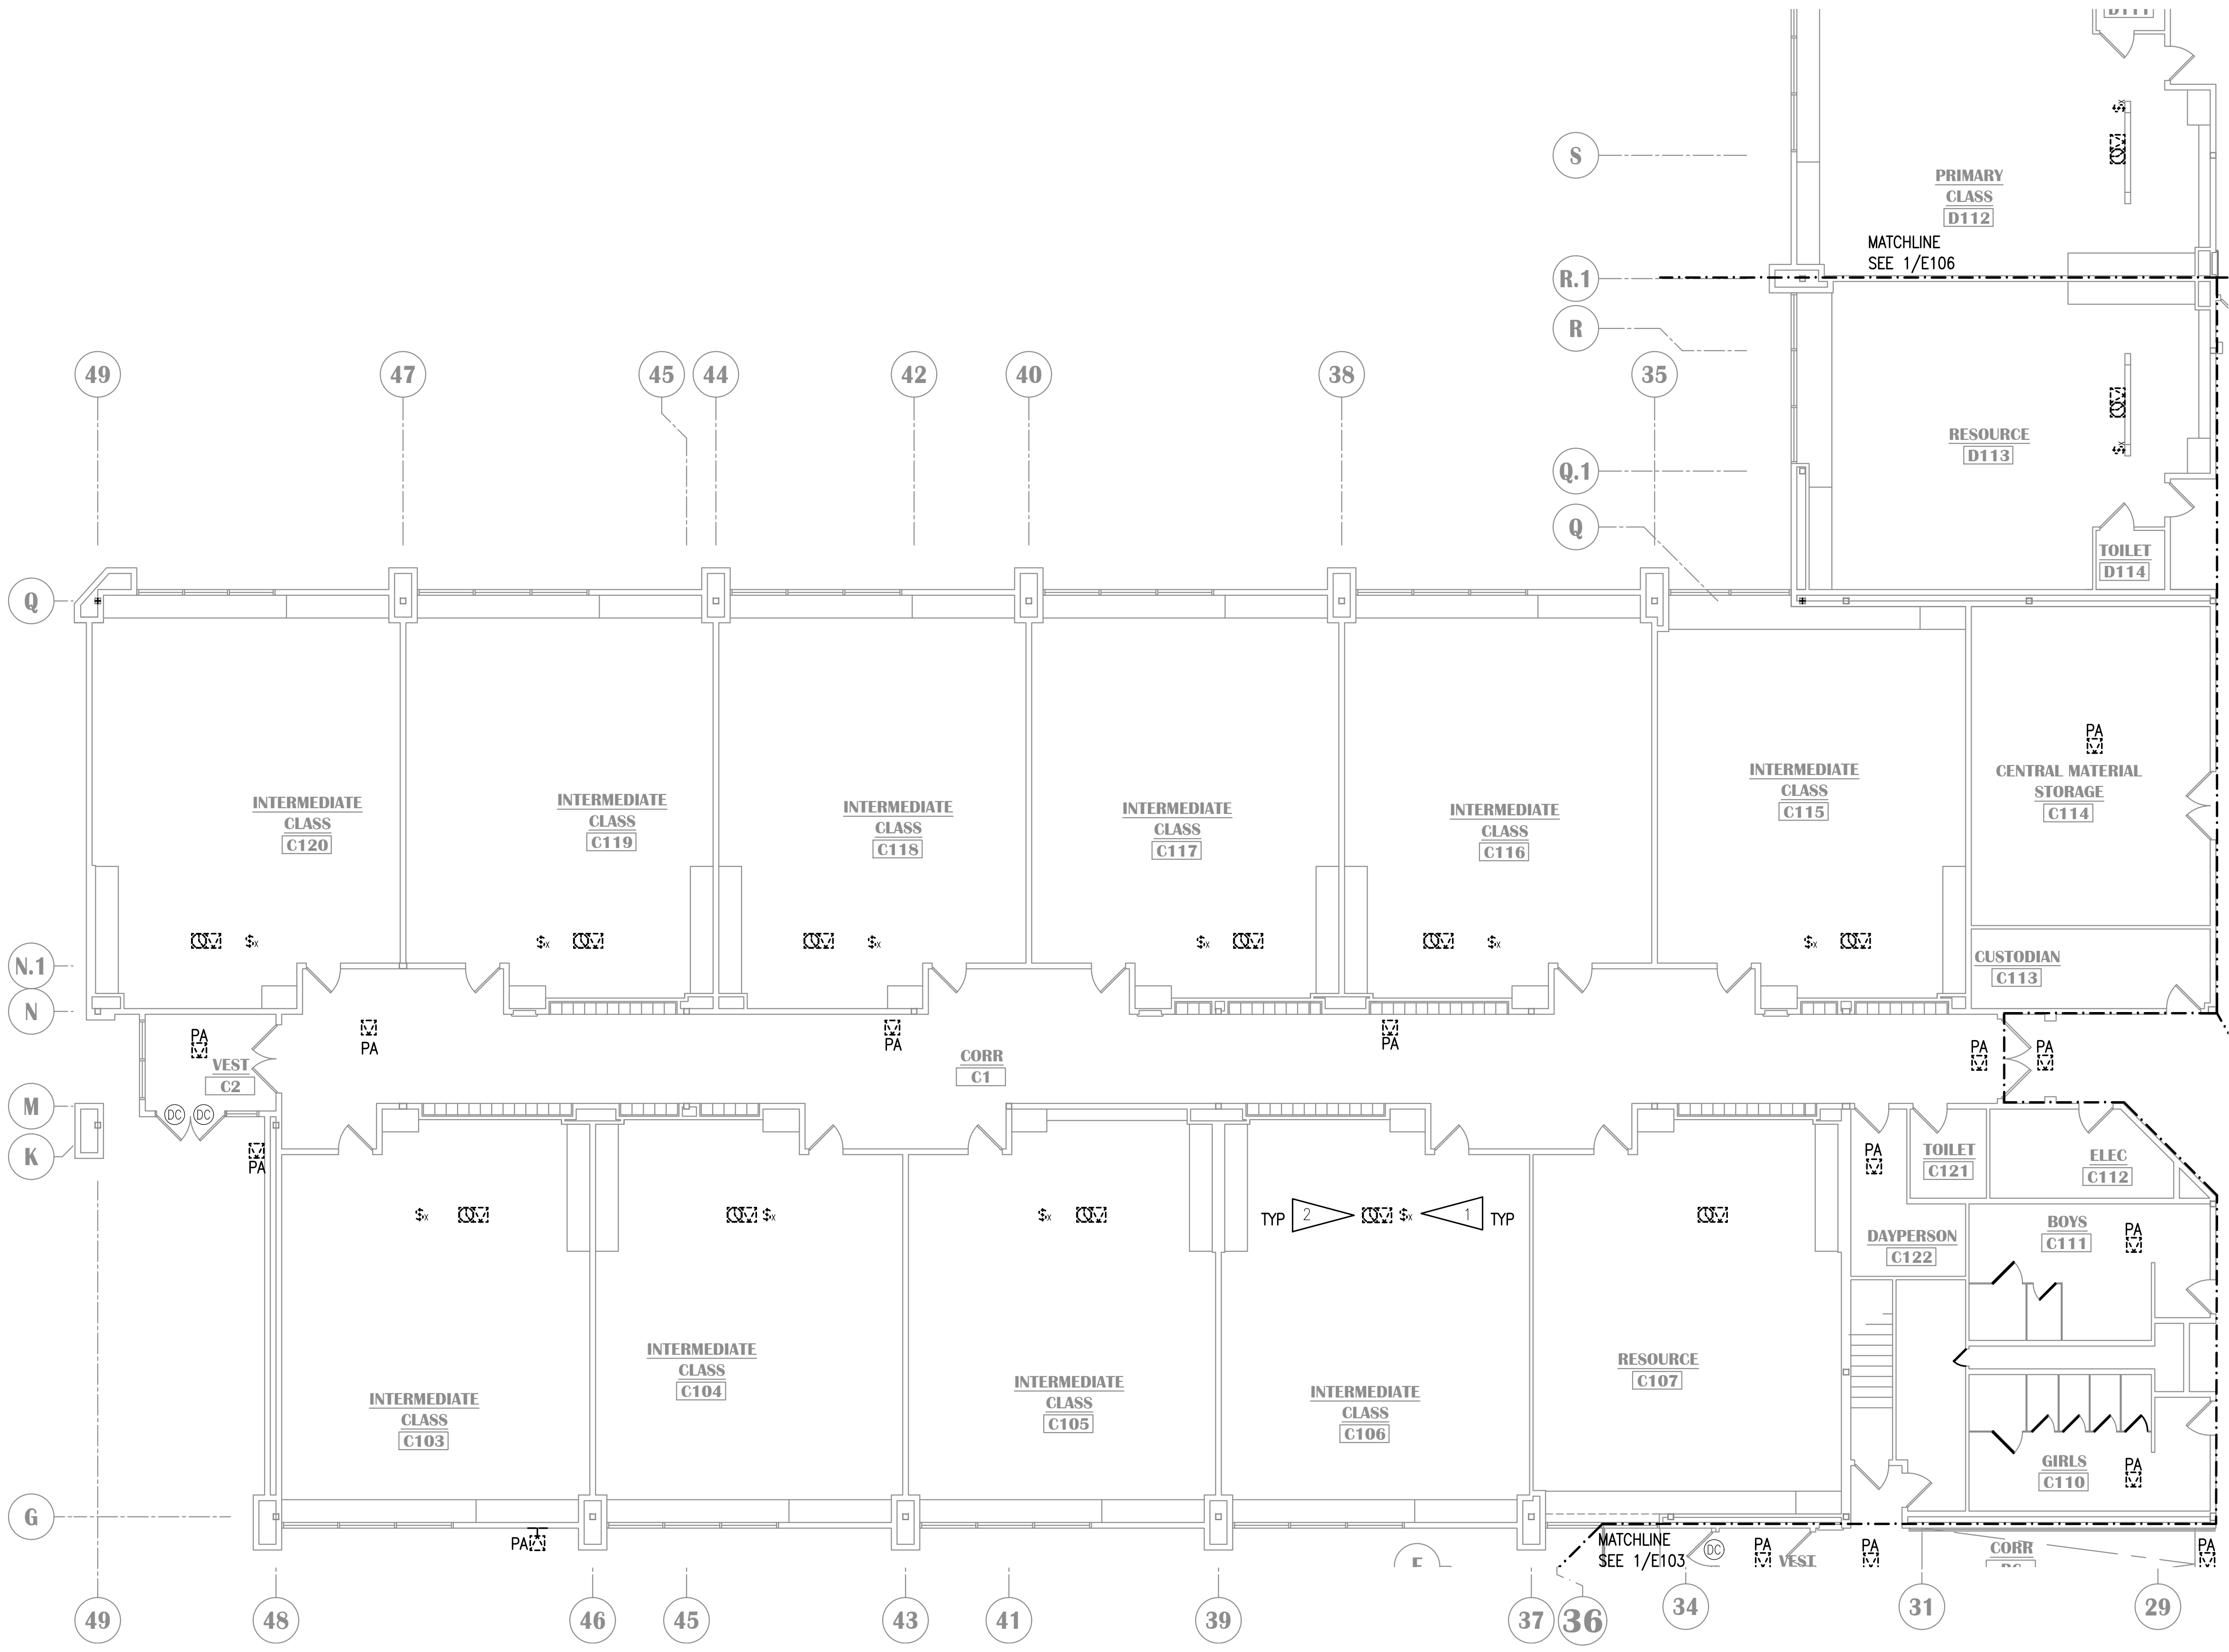 D111
S
PRIMARY
CLASS
D112
MATCHLINE
SEE 1/E106
R.1
R
49
47
45
44
42
40
38
35
RESOURCE
D113
Q.1
Q
TOILET
D114
Q
PA
INTERMEDIATE
CLASS
C120
INTERMEDIATE
CLASS
C119
INTERMEDIATE
CLASS
C118
INTERMEDIATE
CLASS
C117
INTERMEDIATE
CLASS
C116
INTERMEDIATE
CLASS
C115
CENTRAL MATERIAL
STORAGE
C114
$x
$x
$x
$x
$x
$x
N.1
N
CUSTODIAN
C113
PA
VEST
C2
PA
PA
CORR
C1
PA
PA
PA
M
K
DC
DC
PA
PA
TOILET
C121
ELEC
C112
$x
$x
$x
TYP
2
$x
1
TYP
DAYPERSON
C122
BOYS
C111
PA
INTERMEDIATE
CLASS
C103
INTERMEDIATE
CLASS
C104
INTERMEDIATE
CLASS
C105
INTERMEDIATE
CLASS
C106
RESOURCE
C107
GIRLS
C110
PA
G
PA
MATCHLINE
SEE 1/E103
DC
PA
VEST
PA
CORR
PA
49
48
46
45
43
41
39
37
36
34
31
29